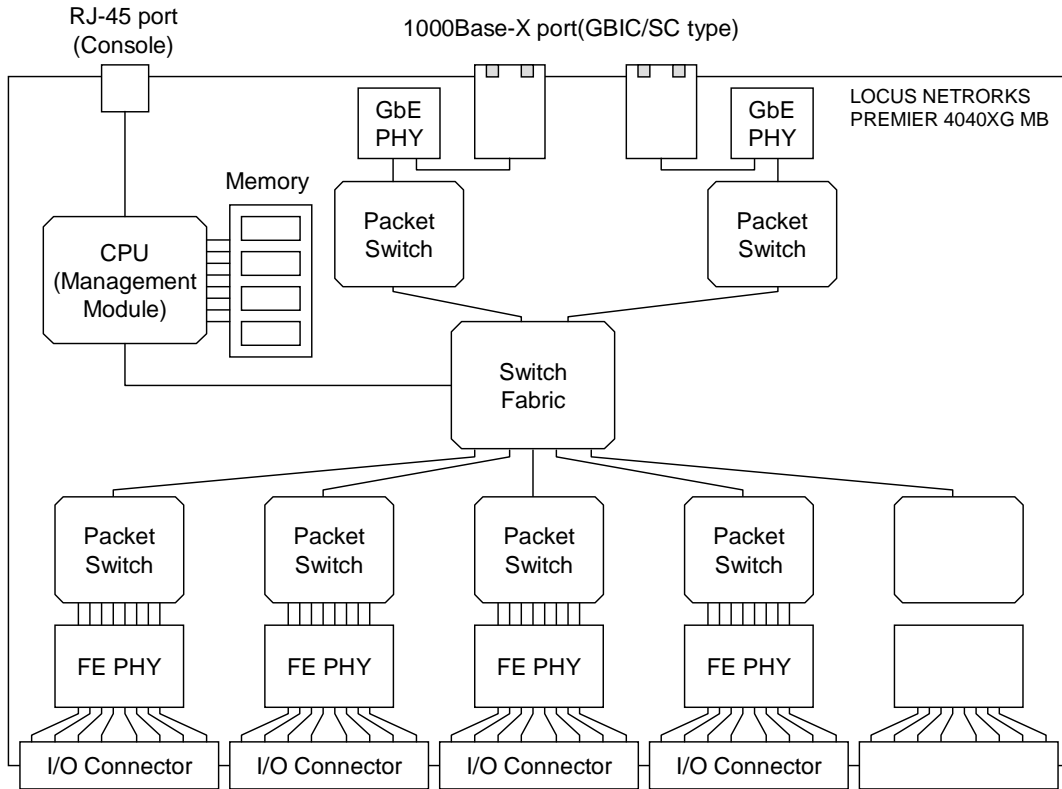 RJ-45 port
(Console)
1000Base-X port(GBIC/SC type)
LOCUS NETRORKS
PREMIER 4040XG MB
GbE
PHY
GbE
PHY
Memory
Packet
Switch
Packet
Switch
CPU
(Management
Module)
Switch
Fabric
Packet
Switch
Packet
Switch
Packet
Switch
Packet
Switch
FE PHY
FE PHY
FE PHY
FE PHY
I/O Connector
I/O Connector
I/O Connector
I/O Connector